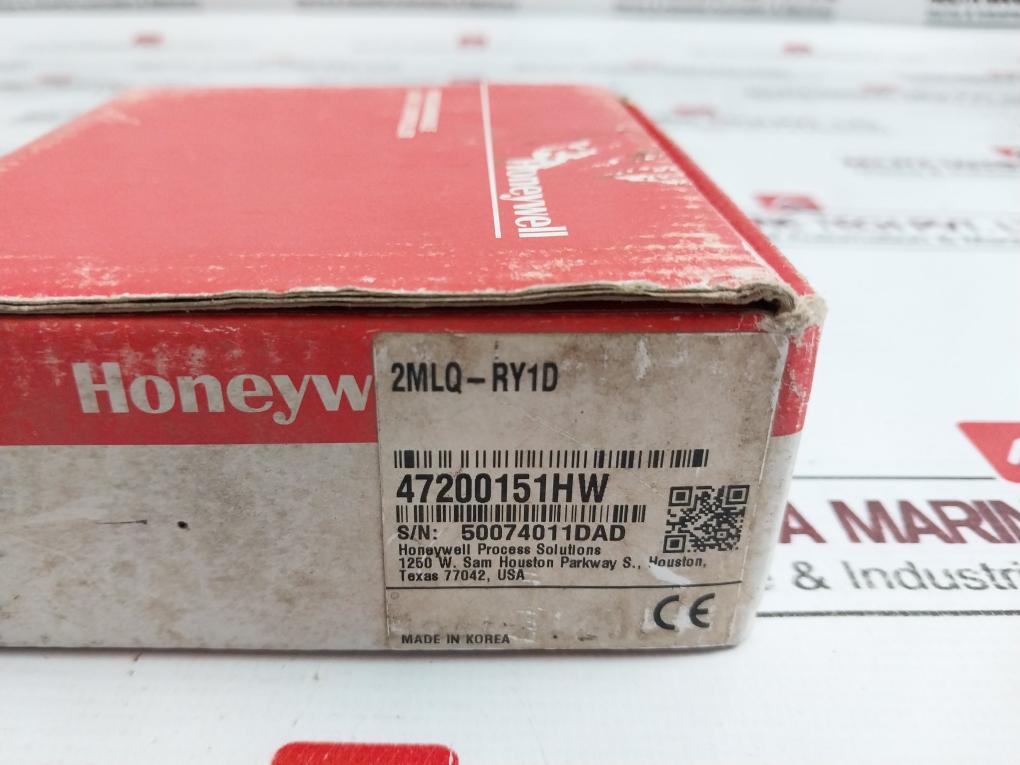 Honeywell
Honeyw
2MLQ-RY1D
47200151HW
S/N: 50074011DAD
Honeywell Process Solutions
1250 W. Sam Houston Parkway S., Houston,
Texas 77042, USA
CE
MADE IN KOREA
A MARIN
& Industri